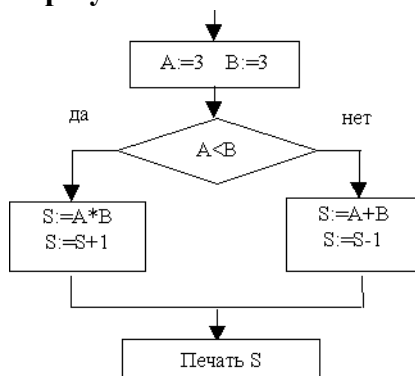 A:=3 B:=3
да
нет
A<B
S:=A*B
S:=S+1
S:=A+B
S:=S-1
Печать S